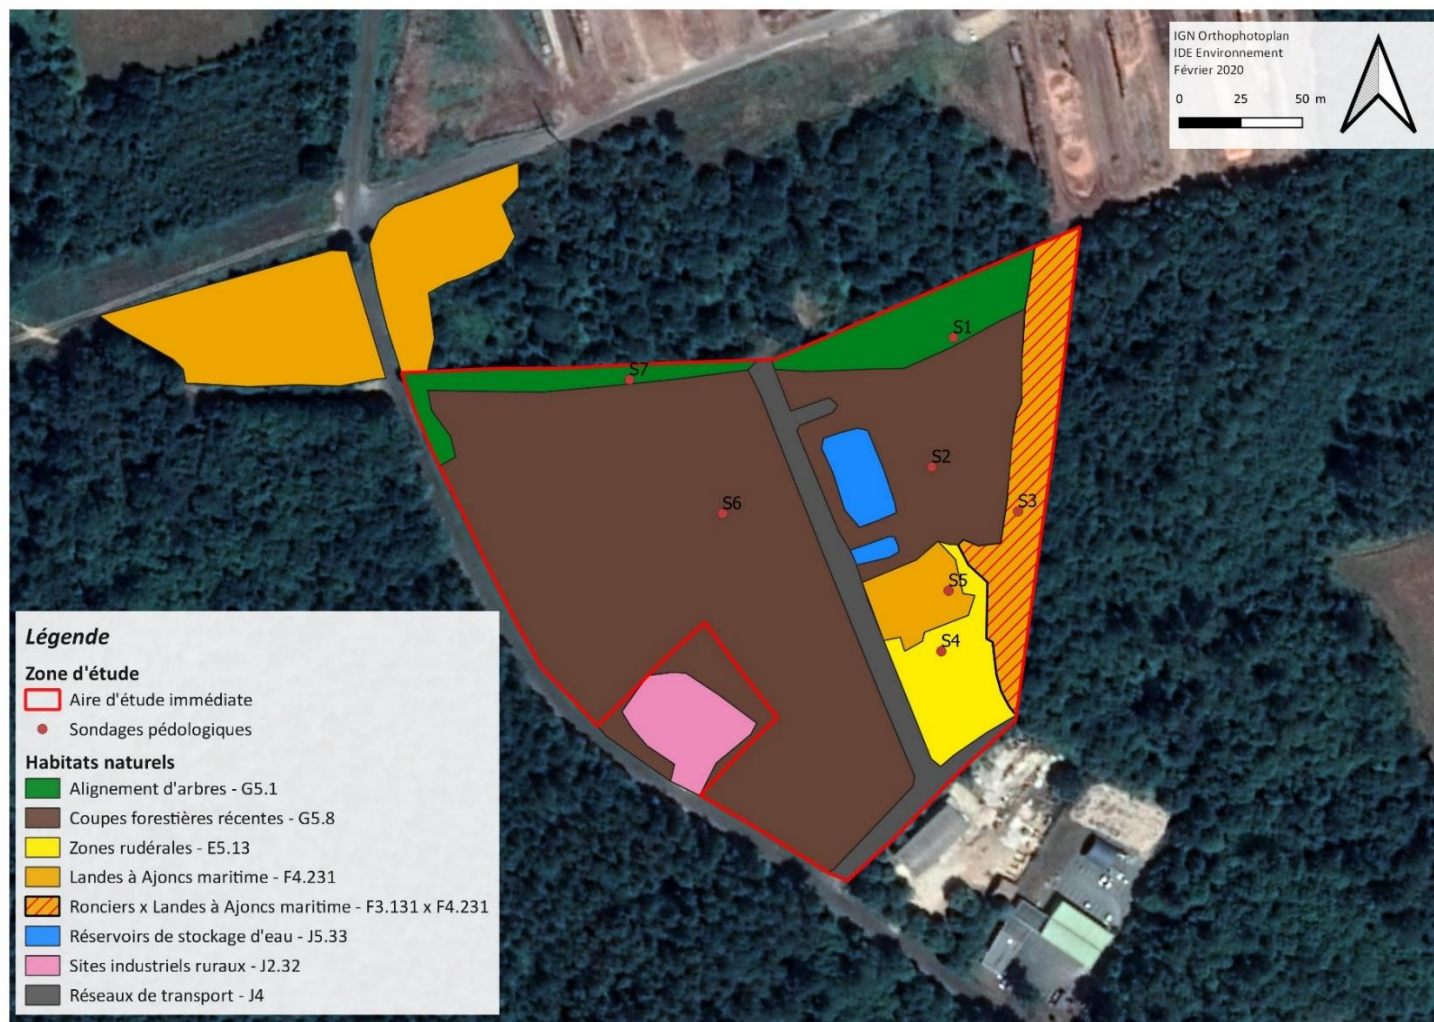 IGN Orthophotoplan
IDE Environnement
Février 2020
0 25 50 m
S1
S7
S2
S3
S6
S5
S4
Légende
Zone d'étude
Aire d'étude immédiate
Sondages pédologiques
Habitats naturels
Alignement d'arbres - G5.1
Coupes forestières récentes - G5.8
Zones rudérales - E5.13
Landes à Ajoncs maritime - F4.231
Ronciers x Landes à Ajoncs maritime - F3.131 x F4.231
Réservoirs de stockage d'eau - J5.33
Sites industriels ruraux - J2.32
Réseaux de transport - J4